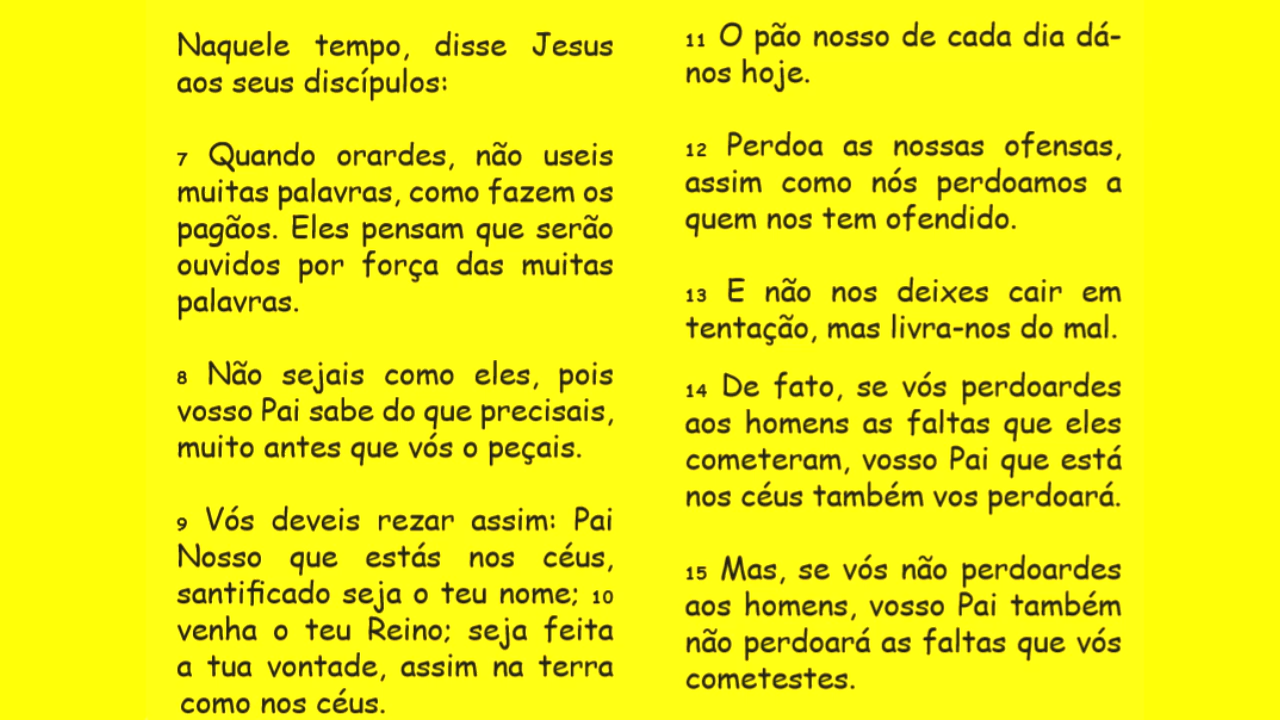 Naquele tempo, disse Jesus
aos seus discípulos:
7 Quando orardes, não useis
muitas palavras, como fazem os
pagãos. Eles pensam que serão
ouvidos por força das muitas
palavras.
8 Não sejais como eles, pois
vosso Pai sabe do que precisais,
muito antes que vós o peçais.
9 Vós deveis rezar assim: Pai
Nosso que estás nos céus,
santificado seja o teu nome; 10
venha o teu Reino; seja feita
a tua vontade, assim na terra
como nos céus.
11 O pão nosso de cada dia dá-
nos hoje.
12 Perdoa as nossas ofensas,
assim como nós perdoamos a
quem nos tem ofendido.
13 E não nos deixes cair em
tentação, mas livra-nos do mal.
14 De fato, se vós perdoardes
aos homens as faltas que eles
cometeram, vosso Pai que está
nos céus também vos perdoará.
15 Mas, se vós não perdoardes
aos homens, vosso Pai também
não perdoará as faltas que vós
cometestes.